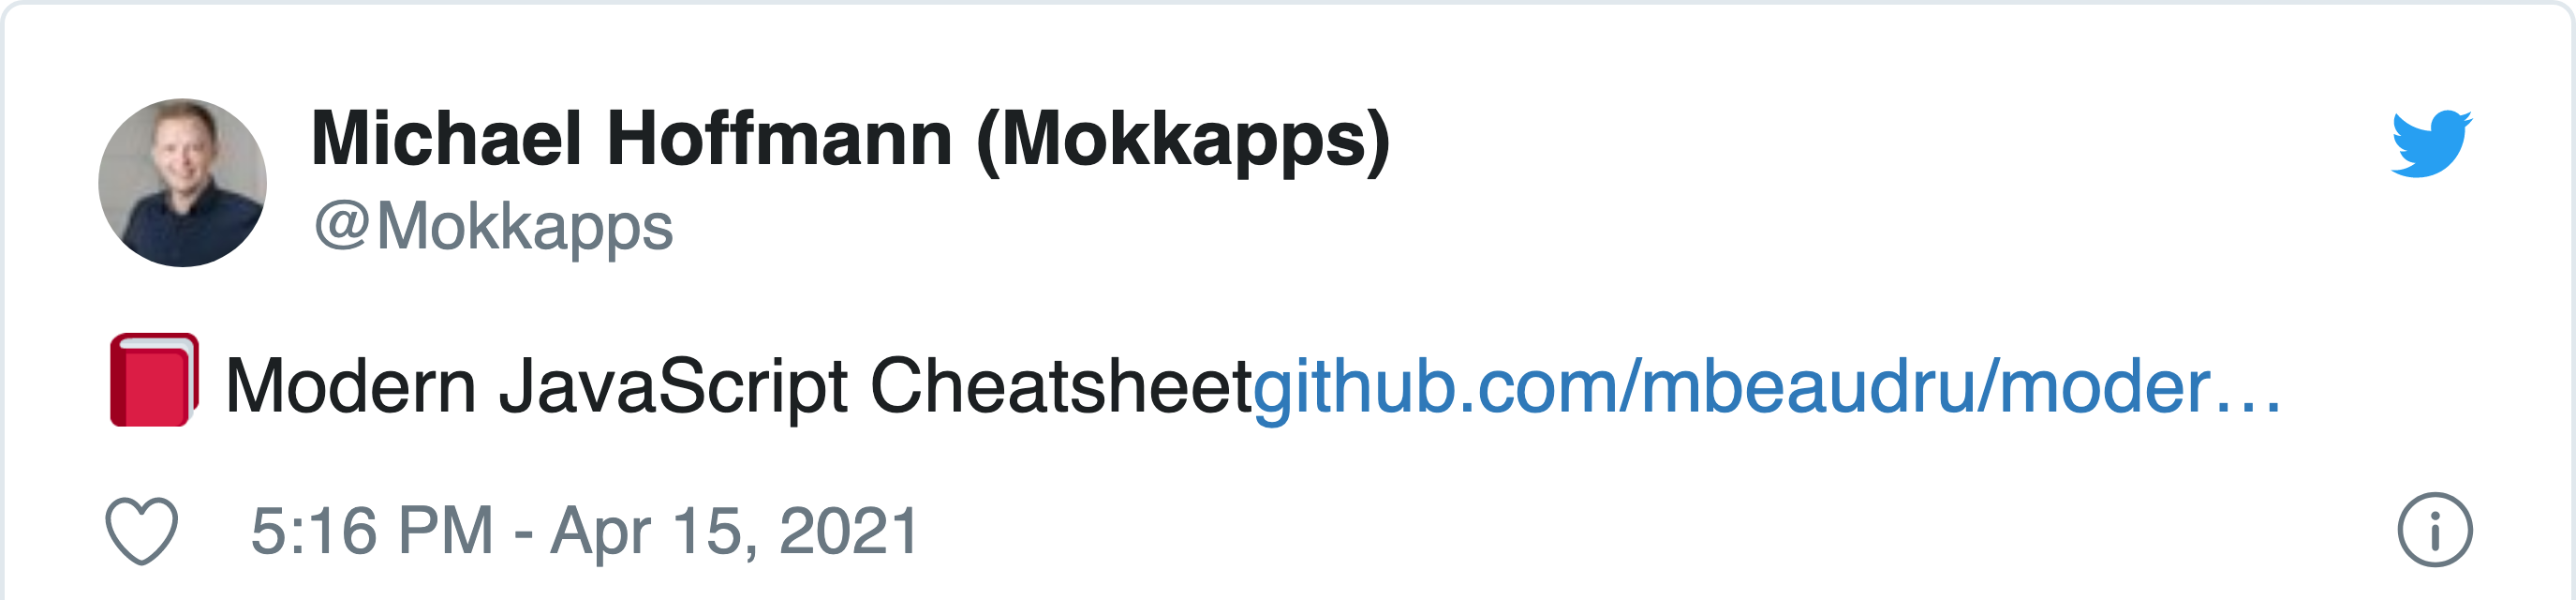 Michael Hoffmann (Mokkapps)
@Mokkapps
📕 Modern JavaScript Cheatsheetgithub.com/mbeaudru/moder…
5:16 PM - Apr 15, 2021